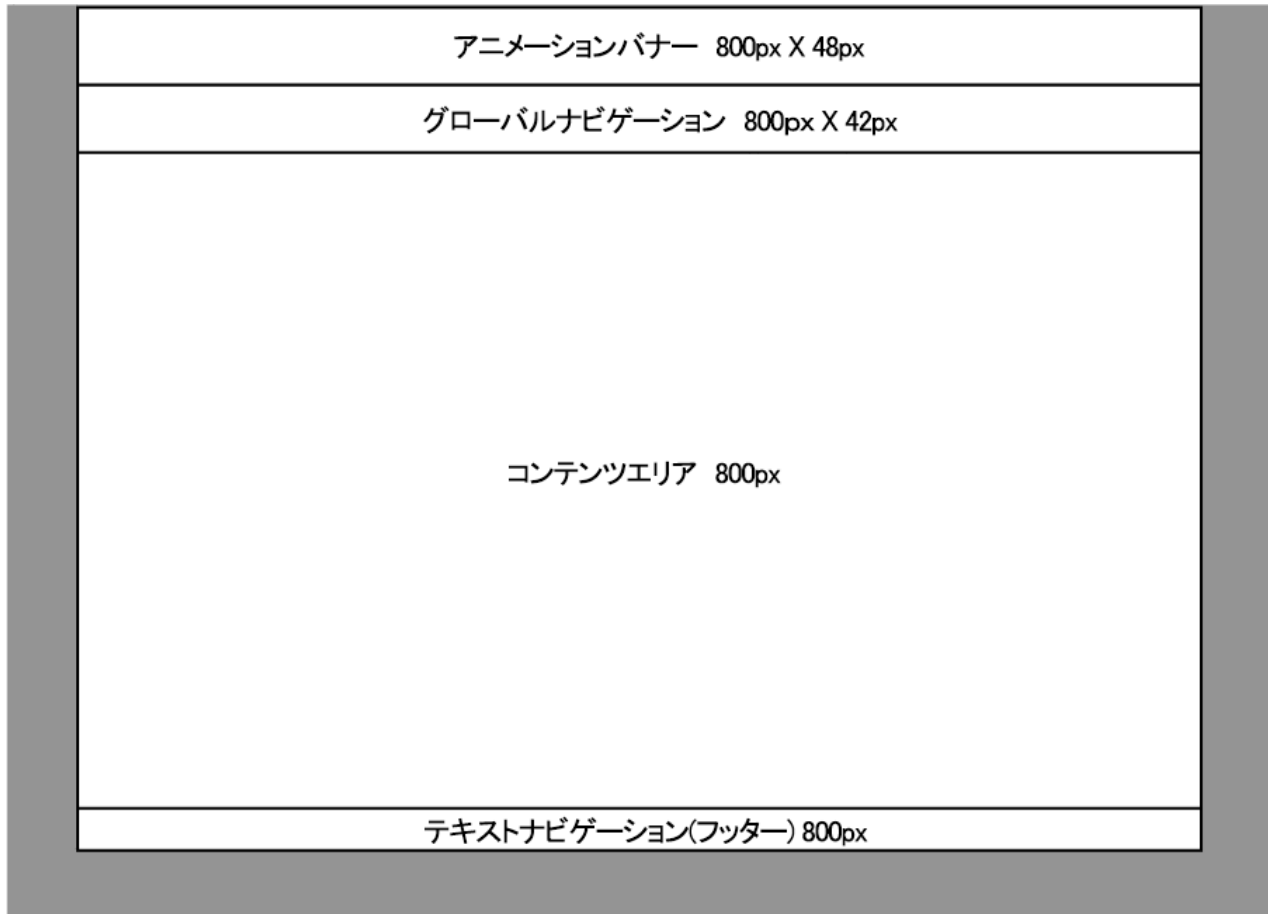 アニメーションバナー　800px X 48px
グローバルナビゲーション　800px X 42px
コンテンツエリア　800px
テキストナビゲーション(フッター) 800px